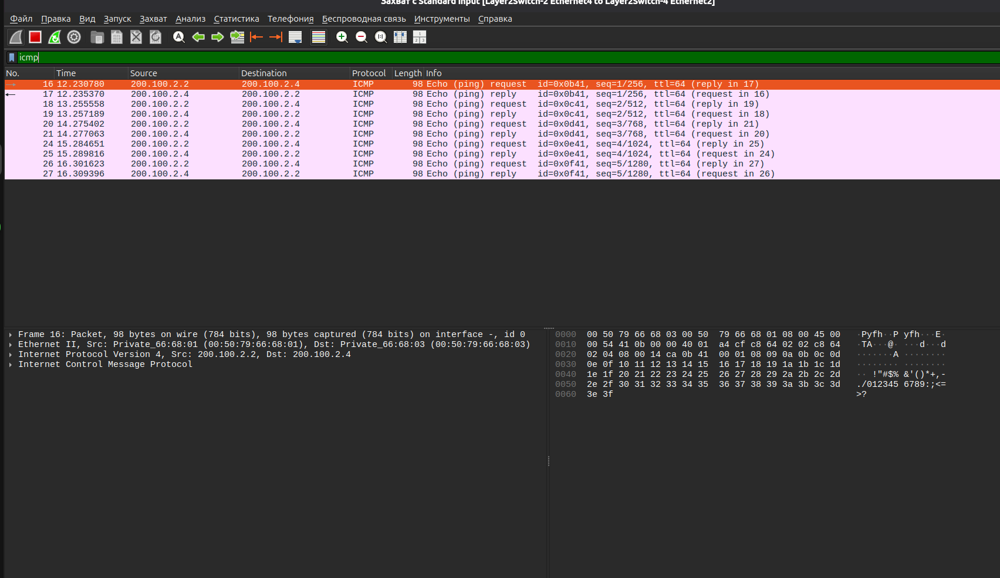 Захват с Standard input [Layer2Switch-2 Ethernet4 to Layer2Switch-4 Ethernet2]
Файл Правка Вид Запуск Захват Анализ Статистика Телефония Беспроводная связь Инструменты Справка
icmp
No. Time Source Destination Protocol Length Info
16 12.230780 200.100.2.2 200.100.2.4 ICMP 98 Echo (ping) request id=0x0b41, seq=1/256, ttl=64 (reply in 17)
17 12.235370 200.100.2.4 200.100.2.2 ICMP 98 Echo (ping) reply id=0x0b41, seq=1/256, ttl=64 (request in 16)
18 13.255558 200.100.2.2 200.100.2.4 ICMP 98 Echo (ping) request id=0x0c41, seq=2/512, ttl=64 (reply in 19)
19 13.257189 200.100.2.4 200.100.2.2 ICMP 98 Echo (ping) reply id=0x0c41, seq=2/512, ttl=64 (request in 18)
20 14.275402 200.100.2.2 200.100.2.4 ICMP 98 Echo (ping) request id=0x0d41, seq=3/768, ttl=64 (reply in 21)
21 14.277063 200.100.2.4 200.100.2.2 ICMP 98 Echo (ping) reply id=0x0d41, seq=3/768, ttl=64 (request in 20)
24 15.284651 200.100.2.2 200.100.2.4 ICMP 98 Echo (ping) request id=0x0e41, seq=4/1024, ttl=64 (reply in 25)
25 15.289816 200.100.2.4 200.100.2.2 ICMP 98 Echo (ping) reply id=0x0e41, seq=4/1024, ttl=64 (request in 24)
26 16.301623 200.100.2.2 200.100.2.4 ICMP 98 Echo (ping) request id=0x0f41, seq=5/1280, ttl=64 (reply in 27)
27 16.309396 200.100.2.4 200.100.2.2 ICMP 98 Echo (ping) reply id=0x0f41, seq=5/1280, ttl=64 (request in 26)
Frame 16: Packet, 98 bytes on wire (784 bits), 98 bytes captured (784 bits) on interface -, id 0
Ethernet II, Src: Private_66:68:01 (00:50:79:66:68:01), Dst: Private_66:68:03 (00:50:79:66:68:03)
Internet Protocol Version 4, Src: 200.100.2.2, Dst: 200.100.2.4
Internet Control Message Protocol
0000 00 50 79 66 68 03 00 50 79 66 68 01 08 00 45 00 ·Pyfh··P yfh···E·
0010 00 54 41 0b 00 00 40 01 a4 cf c8 64 02 02 c8 64 ·TA···@· ···d···d
0020 02 04 08 00 14 ca 0b 41 00 01 08 09 0a 0b 0c 0d ·······A ········
0030 0e 0f 10 11 12 13 14 15 16 17 18 19 1a 1b 1c 1d ········ ········
0040 1e 1f 20 21 22 23 24 25 26 27 28 29 2a 2b 2c 2d ·· !"#$% &'()*+,-
0050 2e 2f 30 31 32 33 34 35 36 37 38 39 3a 3b 3c 3d ./012345 6789:;<=
0060 3e 3f >?